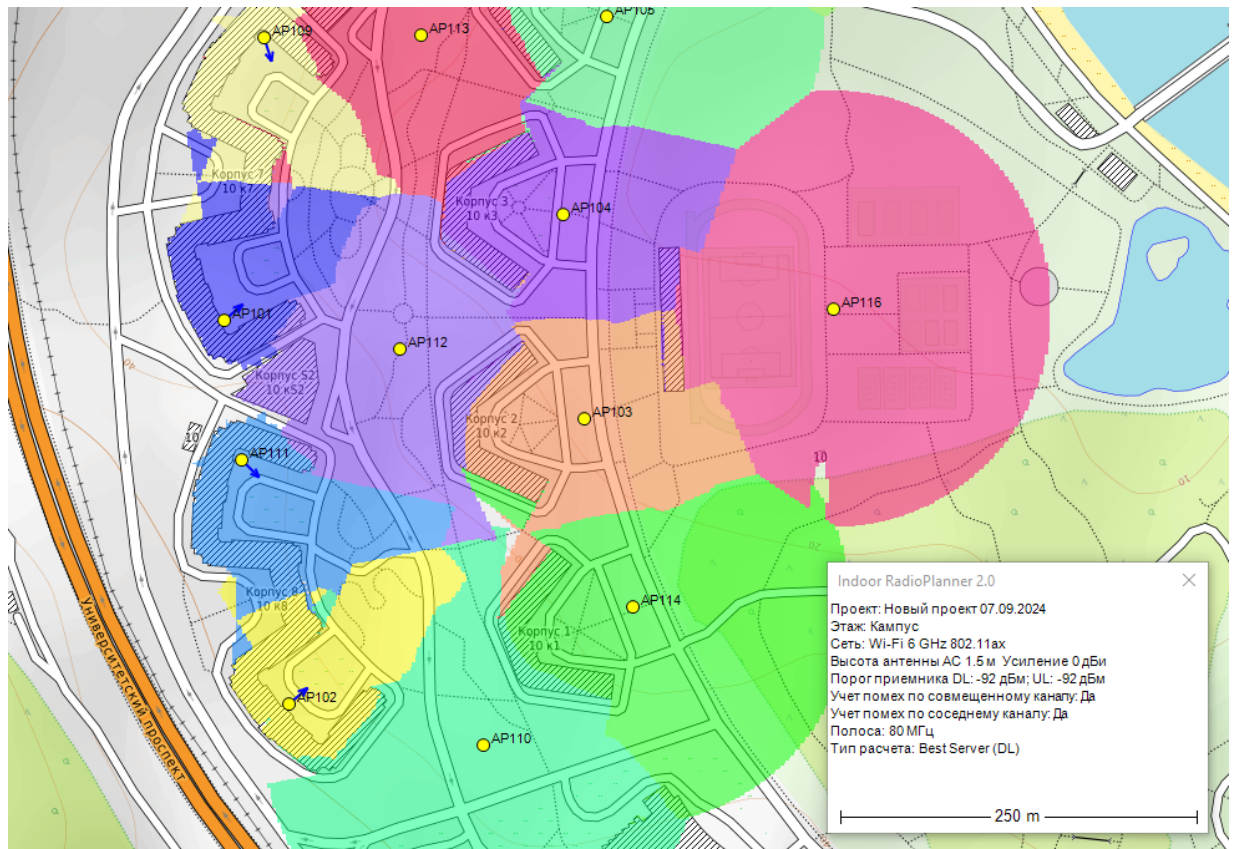 AP105
AP109
AP113
Корпус 7
10 к7
Корпус 3
10 к3
AP104
AP101
AP116
AP112
Корпус S2
10 кS2
40
AP103
Корпус 2
10 к2
10
AP111
10
10
20
Корпус 8
10 к8
AP114
Корпус 1
10 к1
Университетский проспект
AP102
AP110
Indoor RadioPlanner 2.0
Проект: Новый проект 07.09.2024
Этаж: Кампус
Сеть: Wi-Fi 6 GHz 802.11ax
Высота антенны АС 1.5 м Усиление 0 дБи
Порог приемника DL: -92 дБм; UL: -92 дБм
Учет помех по совмещенному каналу: Да
Учет помех по соседнему каналу: Да
Полоса: 80 МГц
Тип расчета: Best Server (DL)
250 m